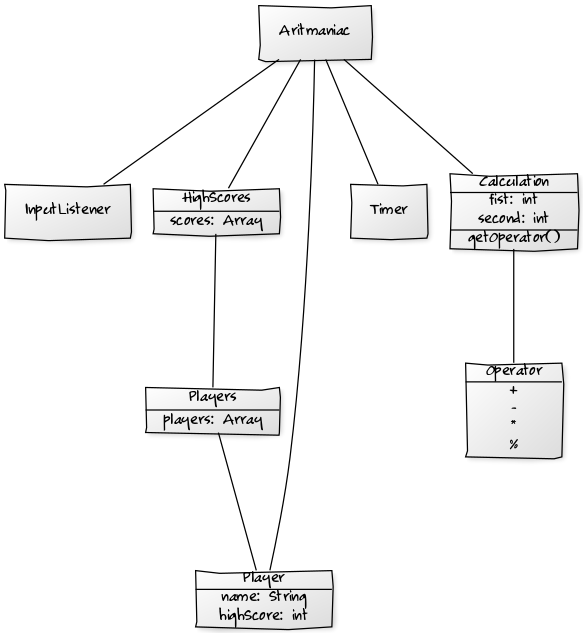 Aritmaniac
InputListener
HighScores
scores: Array
Timer
Calculation
fist: int
second: int
getOperator()
Players
players: Array
Operator
+
-
*
%
Player
name: String
highScore: int